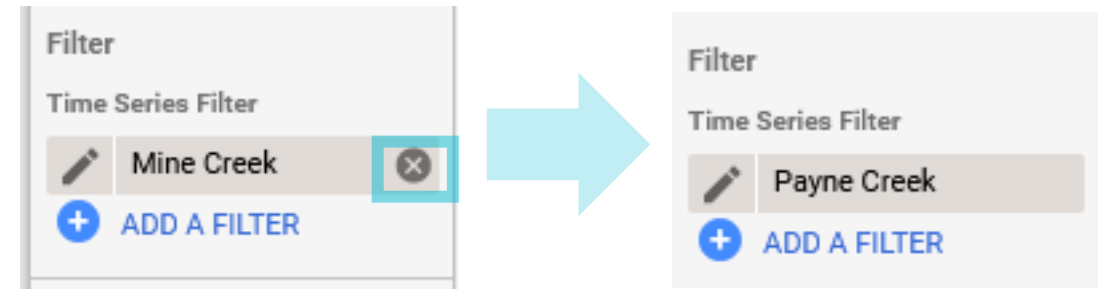 Filter
Time Series Filter
Mine Creek
ADD A FILTER
Filter
Time Series Filter
Payne Creek
ADD A FILTER